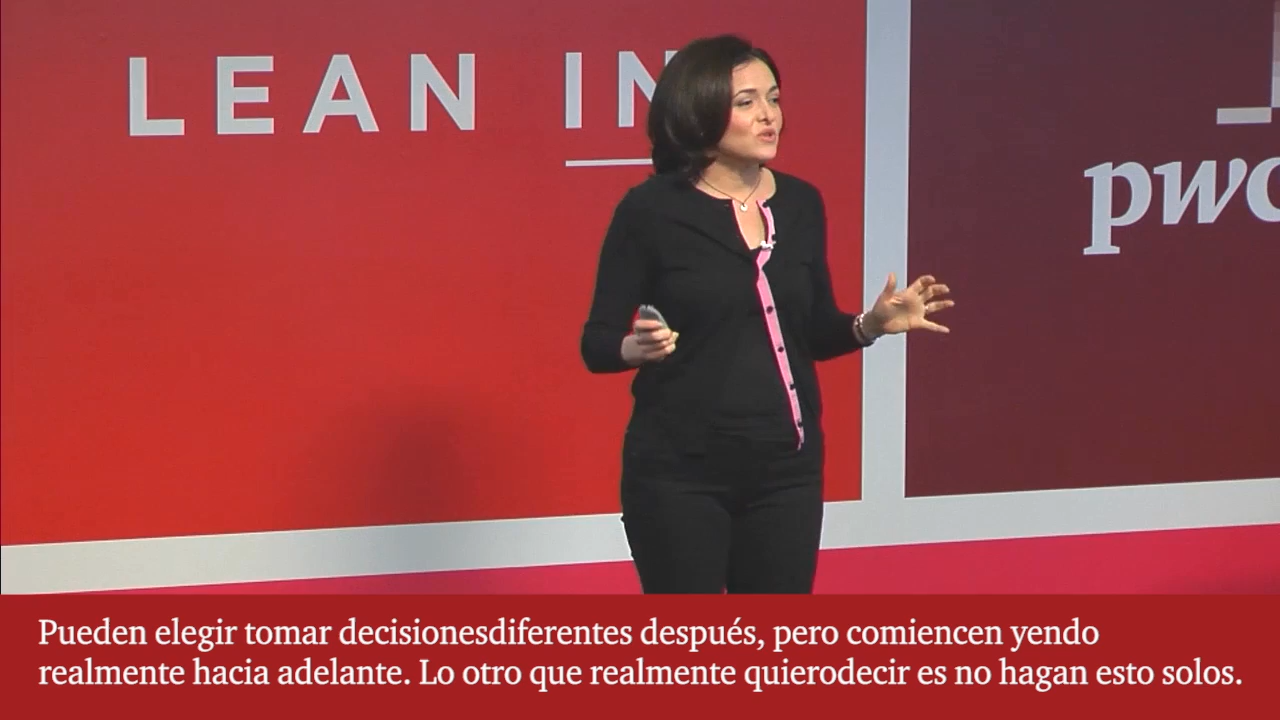 LEAN IN
pwc
Pueden elegir tomar decisionesdiferentes después, pero comiencen yendo
realmente hacia adelante. Lo otro que realmente quierodecir es no hagan esto solos.